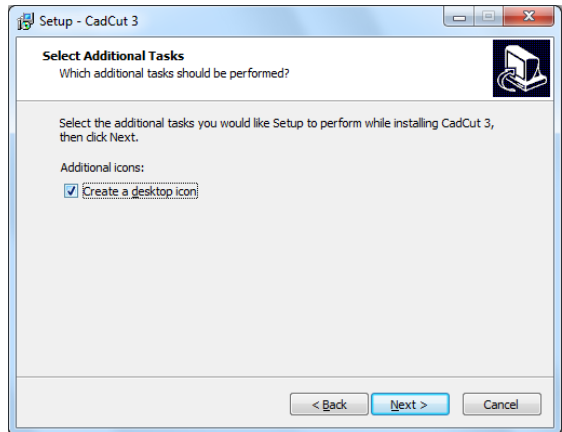 Setup - CadCut 3
Select Additional Tasks
Which additional tasks should be performed?
Select the additional tasks you would like Setup to perform while installing CadCut 3,
then click Next.
Additional icons:
Create a desktop icon
< Back Next > Cancel